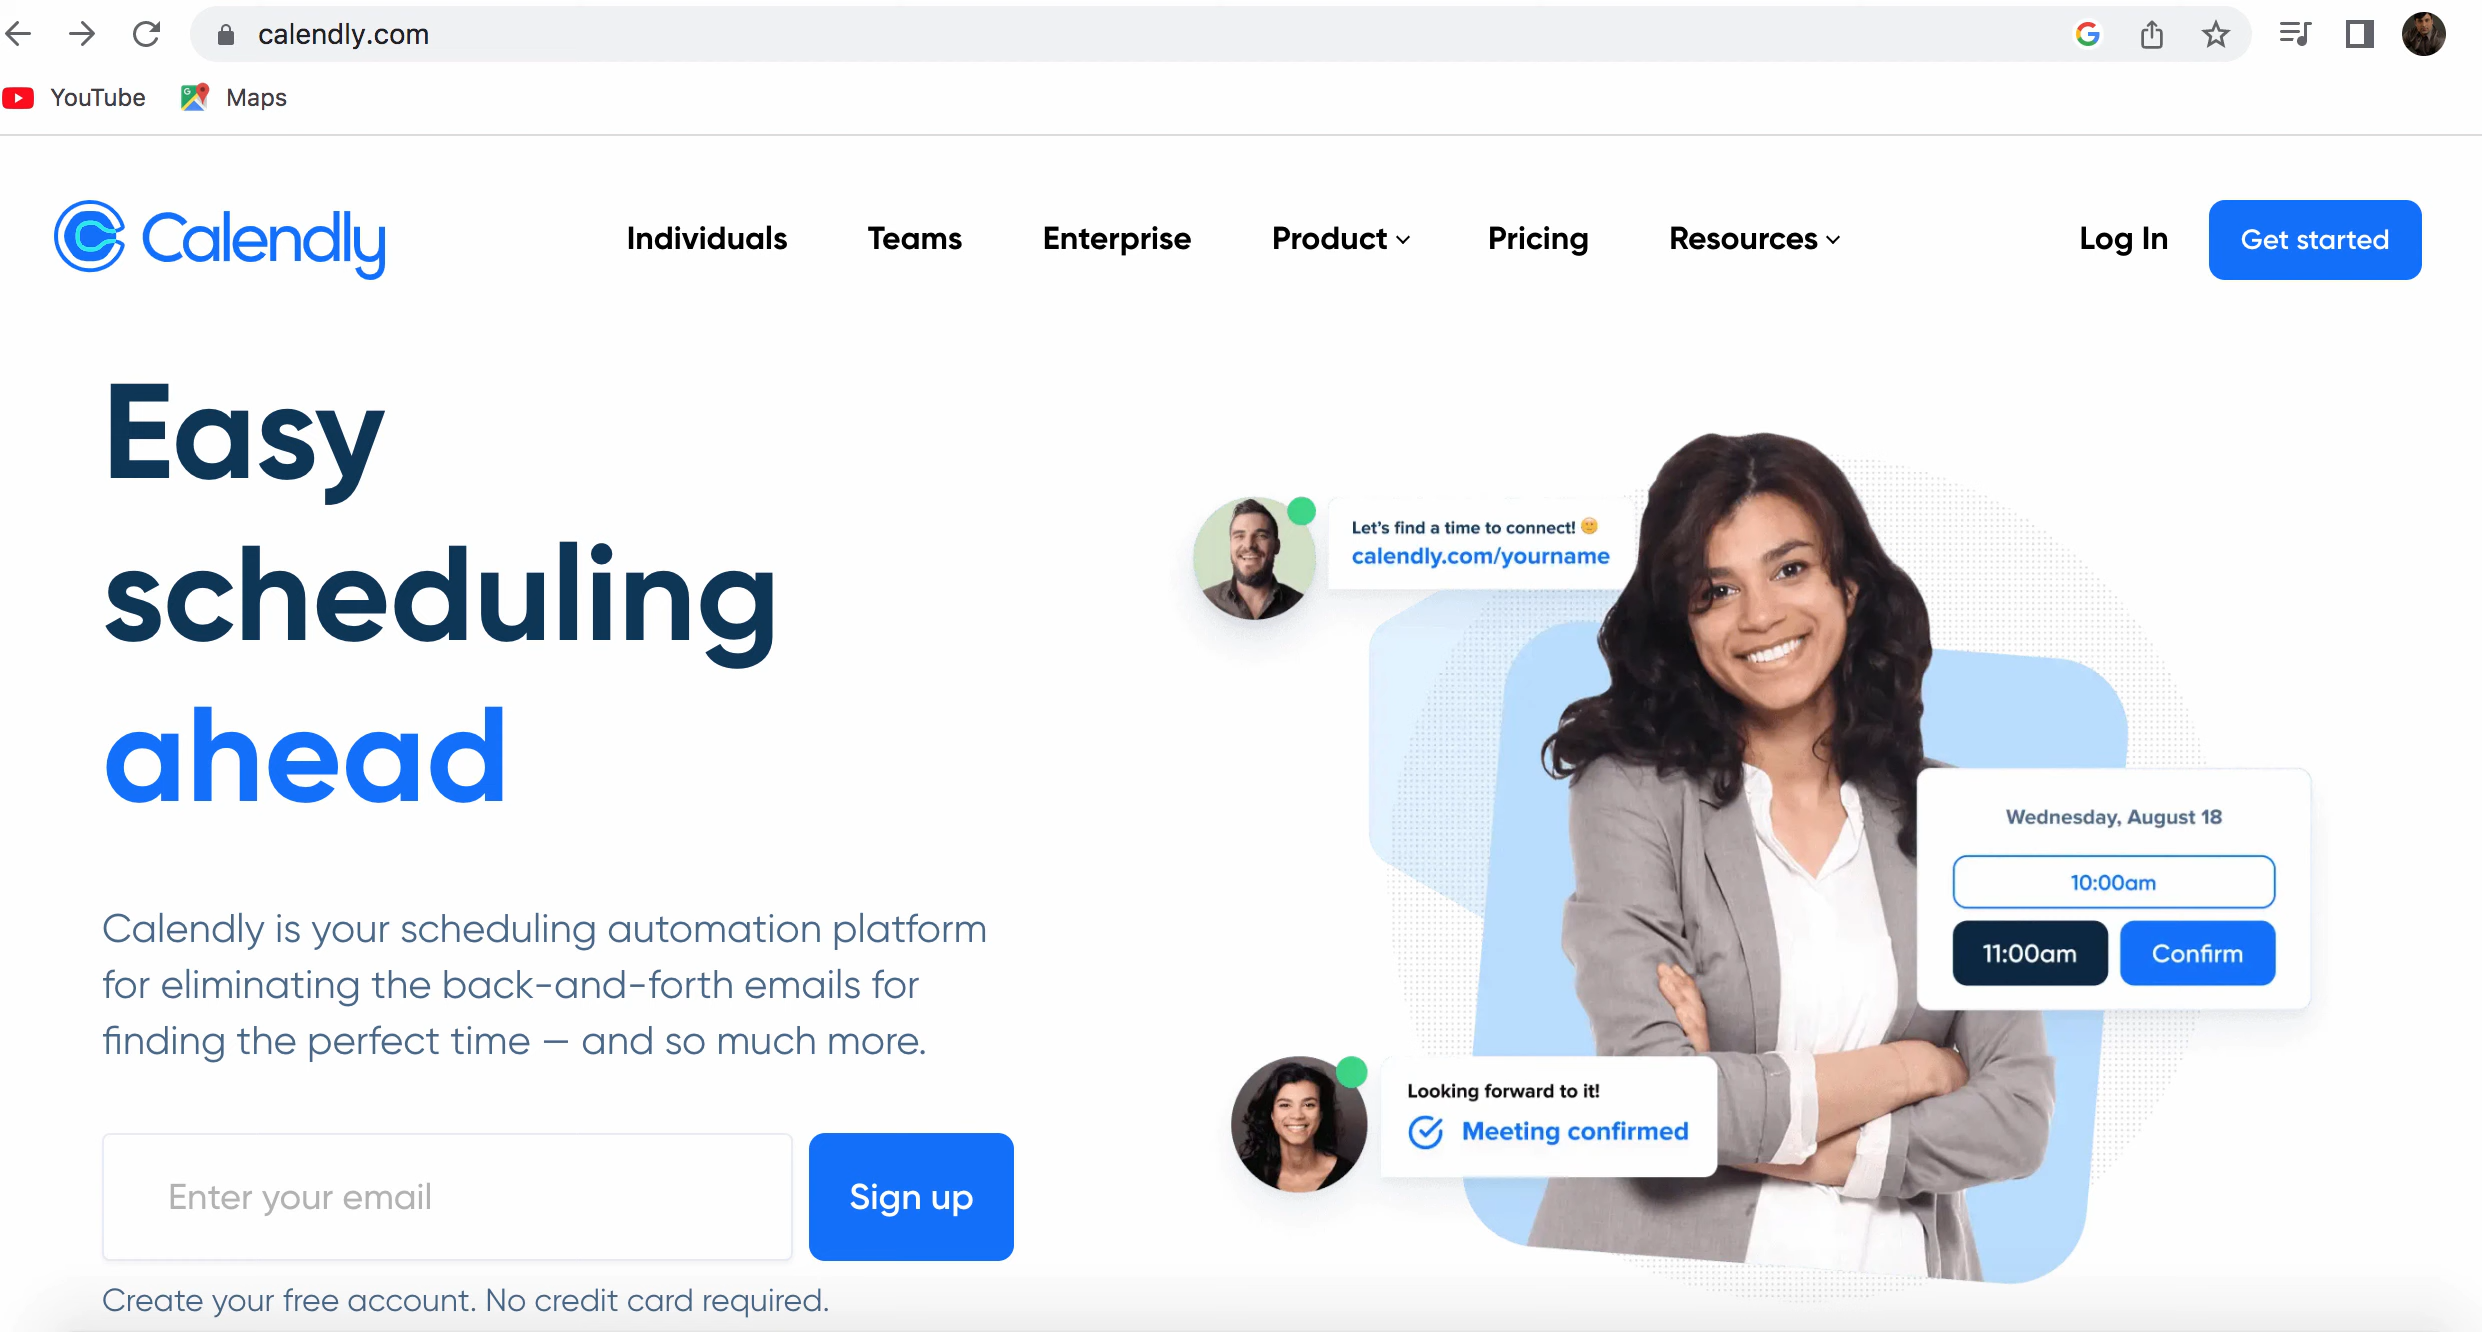 calendly.com
YouTube
Maps
Calendly
Individuals
Teams
Enterprise
Product
Pricing
Resources
Log In
Get started
Easy
scheduling
ahead
Calendly is your scheduling automation platform
for eliminating the back-and-forth emails for
finding the perfect time — and so much more.
Enter your email
Sign up
Create your free account. No credit card required.
Let's find a time to connect! 🙂
calendly.com/yourname
Wednesday, August 18
10:00am
11:00am
Confirm
Looking forward to it!
Meeting confirmed